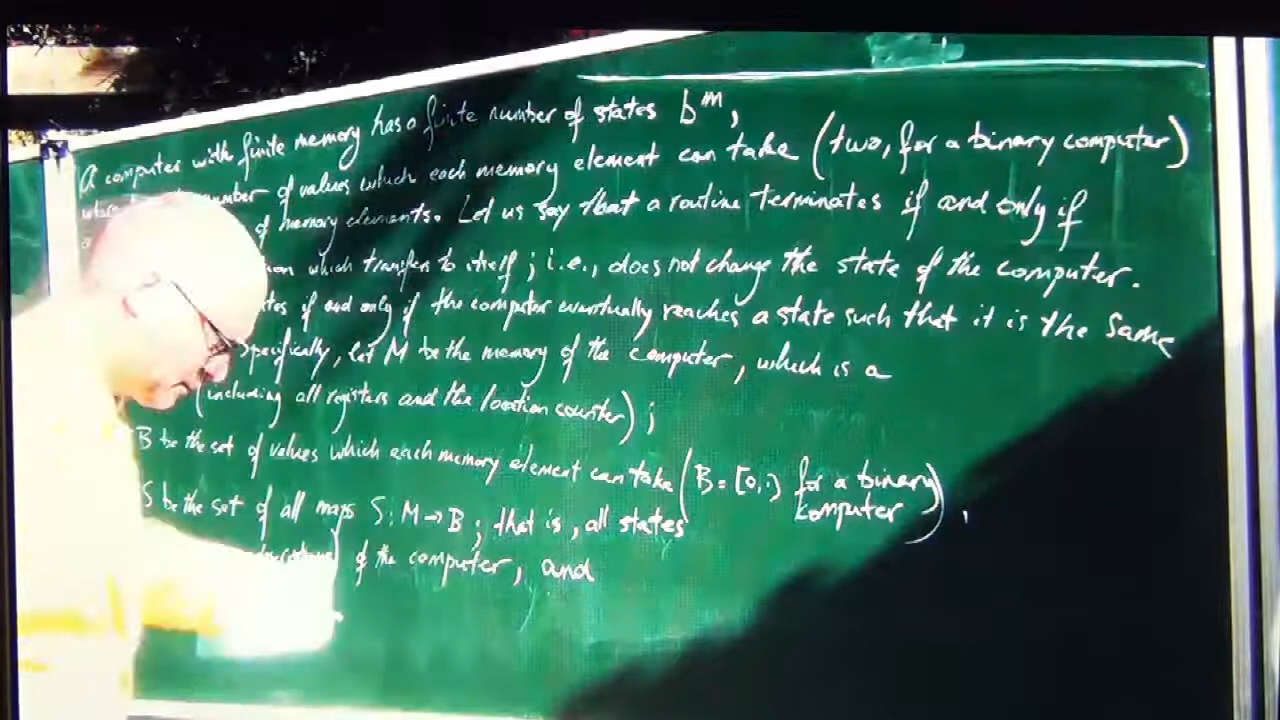 A computer with finite memory has a finite number of states b^m,
number of values which each memory element can take (two, for a binary computer)
of memory elements. Let us say that a routine terminates if and only if
which transfers to itself; i.e., does not change the state of the computer.
if and only if the computer eventually reaches a state such that it is the same
Specifically, let M be the memory of the computer, which is a
(including all registers and the location counter);
B be the set of values which each memory element can take (B = [0,1) for a binary computer),
S be the set of all maps S: M → B; that is, all states
of the computer, and